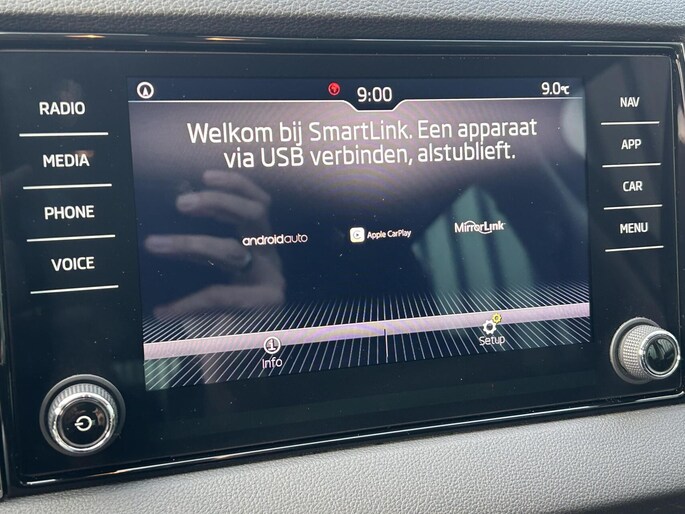 9:00
9.0°C
RADIO
MEDIA
PHONE
VOICE
Welkom bij SmartLink. Een apparaat
via USB verbinden, alstublieft.
androidauto
Apple CarPlay
MirrorLink
Info
Setup
NAV
APP
CAR
MENU